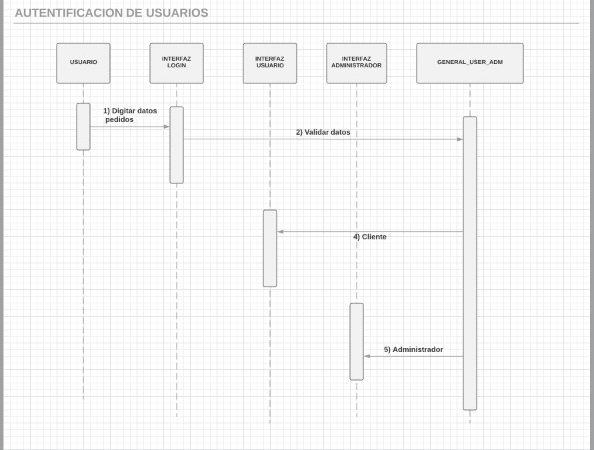 AUTENTIFICACION DE USUARIOS
USUARIO
INTERFAZ
LOGIN
INTERFAZ
USUARIO
INTERFAZ
ADMINISTRADOR
GENERAL_USER_ADM
1) Digitar datos
pedidos
2) Validar datos
4) Cliente
5) Administrador